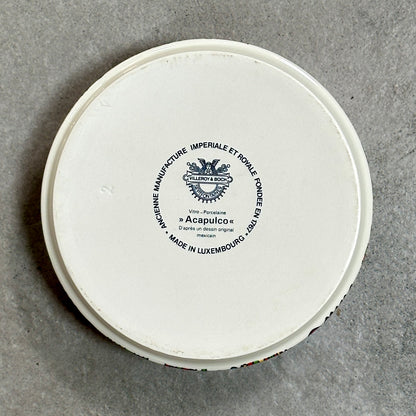 • ANCIENNE MANUFACTURE IMPERIALE ET ROYALE FONDEE EN 1767 •
VILLEROY & BOCH
Vitro-Porcelaine
» Acapulco «
D'après un dessin original
mexicain
MADE IN LUXEMBOURG
2